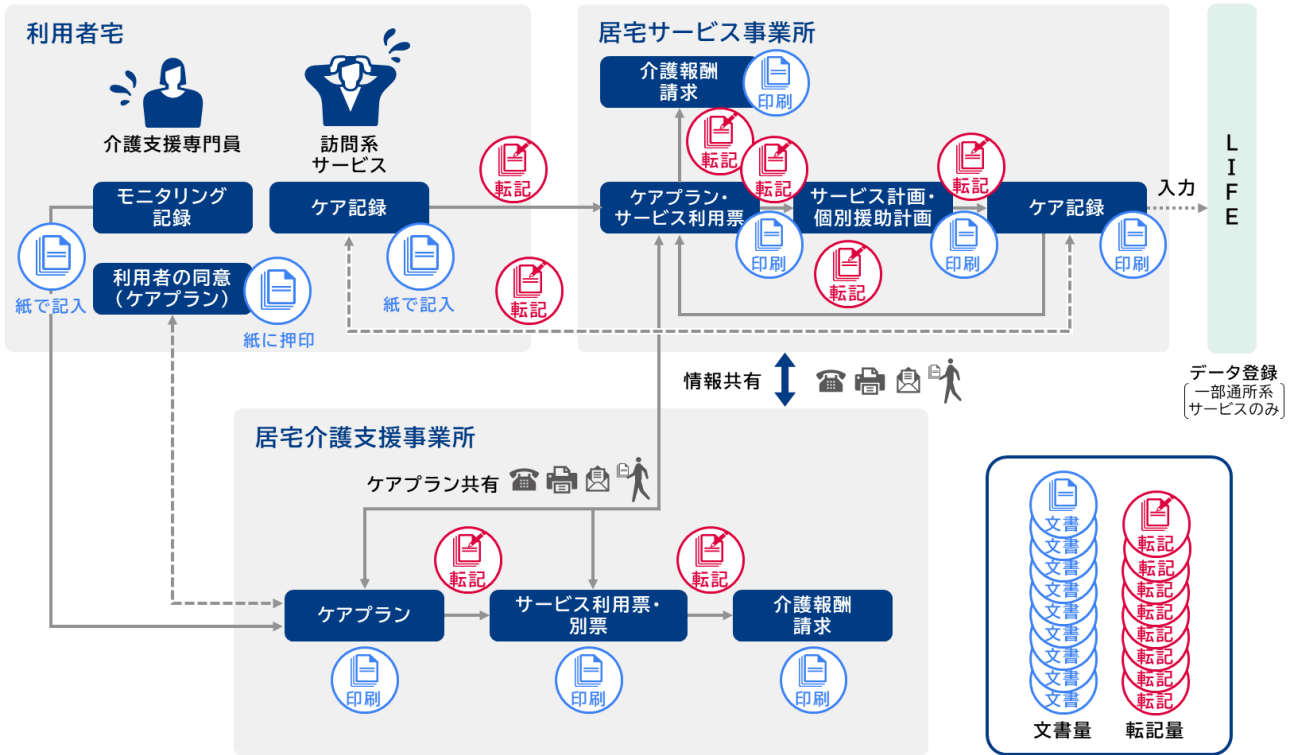 利用者宅
介護支援専門員
訪問系
サービス
モニタリング
記録
ケア記録
紙で記入
利用者の同意
（ケアプラン）
紙に押印
紙で記入
転記
転記
居宅サービス事業所
介護報酬
請求
印刷
転記
転記
転記
ケアプラン・
サービス利用票
サービス計画・
個別援助計画
ケア記録
印刷
印刷
印刷
転記
入力
LIFE
データ登録
一部通所系
サービスのみ
情報共有
居宅介護支援事業所
ケアプラン共有
転記
転記
ケアプラン
サービス利用票・
別票
介護報酬
請求
印刷
印刷
印刷
文書
文書
文書
文書
文書
文書
文書
文書
文書
文書量
転記
転記
転記
転記
転記
転記
転記
転記
転記量